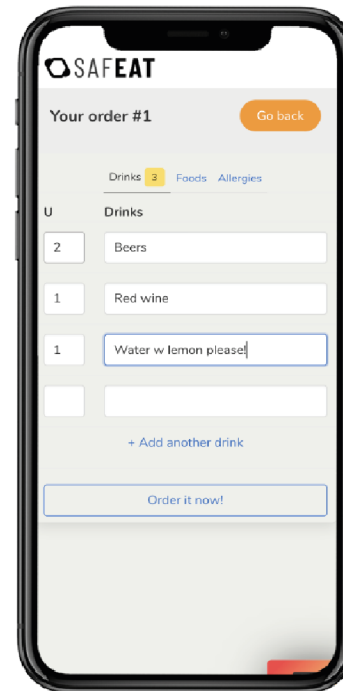 SAFEAT
Your order #1
Go back
Drinks 3 Foods Allergies
U Drinks
2 Beers
1 Red wine
1 Water w lemon please!
+ Add another drink
Order it now!